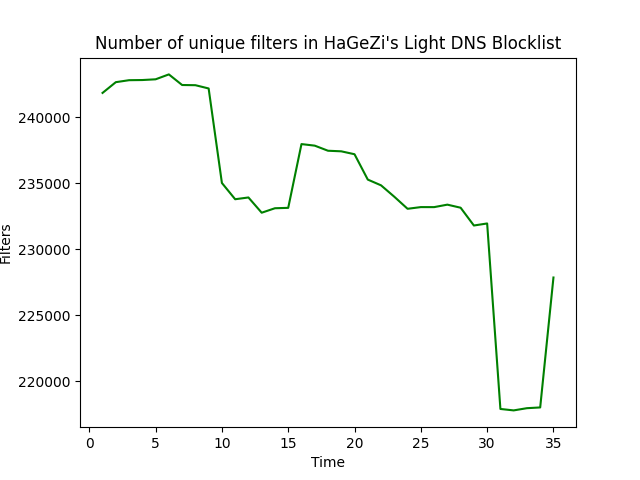 Number of unique filters in HaGeZi's Light DNS Blocklist
Filters
240000
235000
230000
225000
220000
0 5 10 15 20 25 30 35
Time